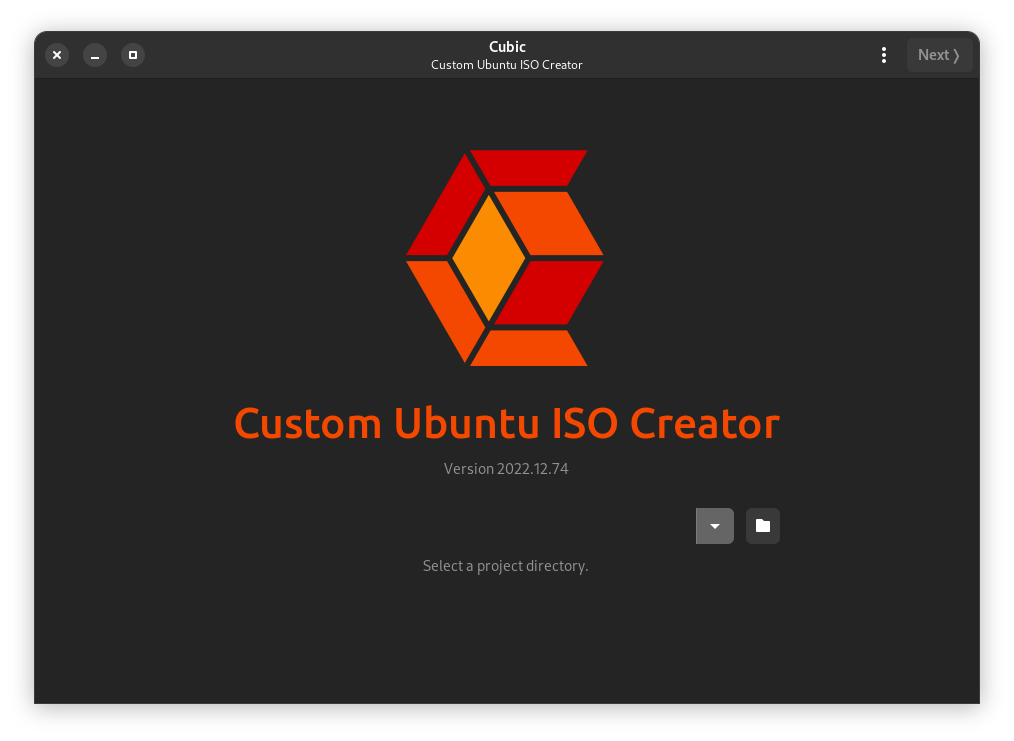 Cubic
Custom Ubuntu ISO Creator
Next ❭
Custom Ubuntu ISO Creator
Version 2022.12.74
Select a project directory.